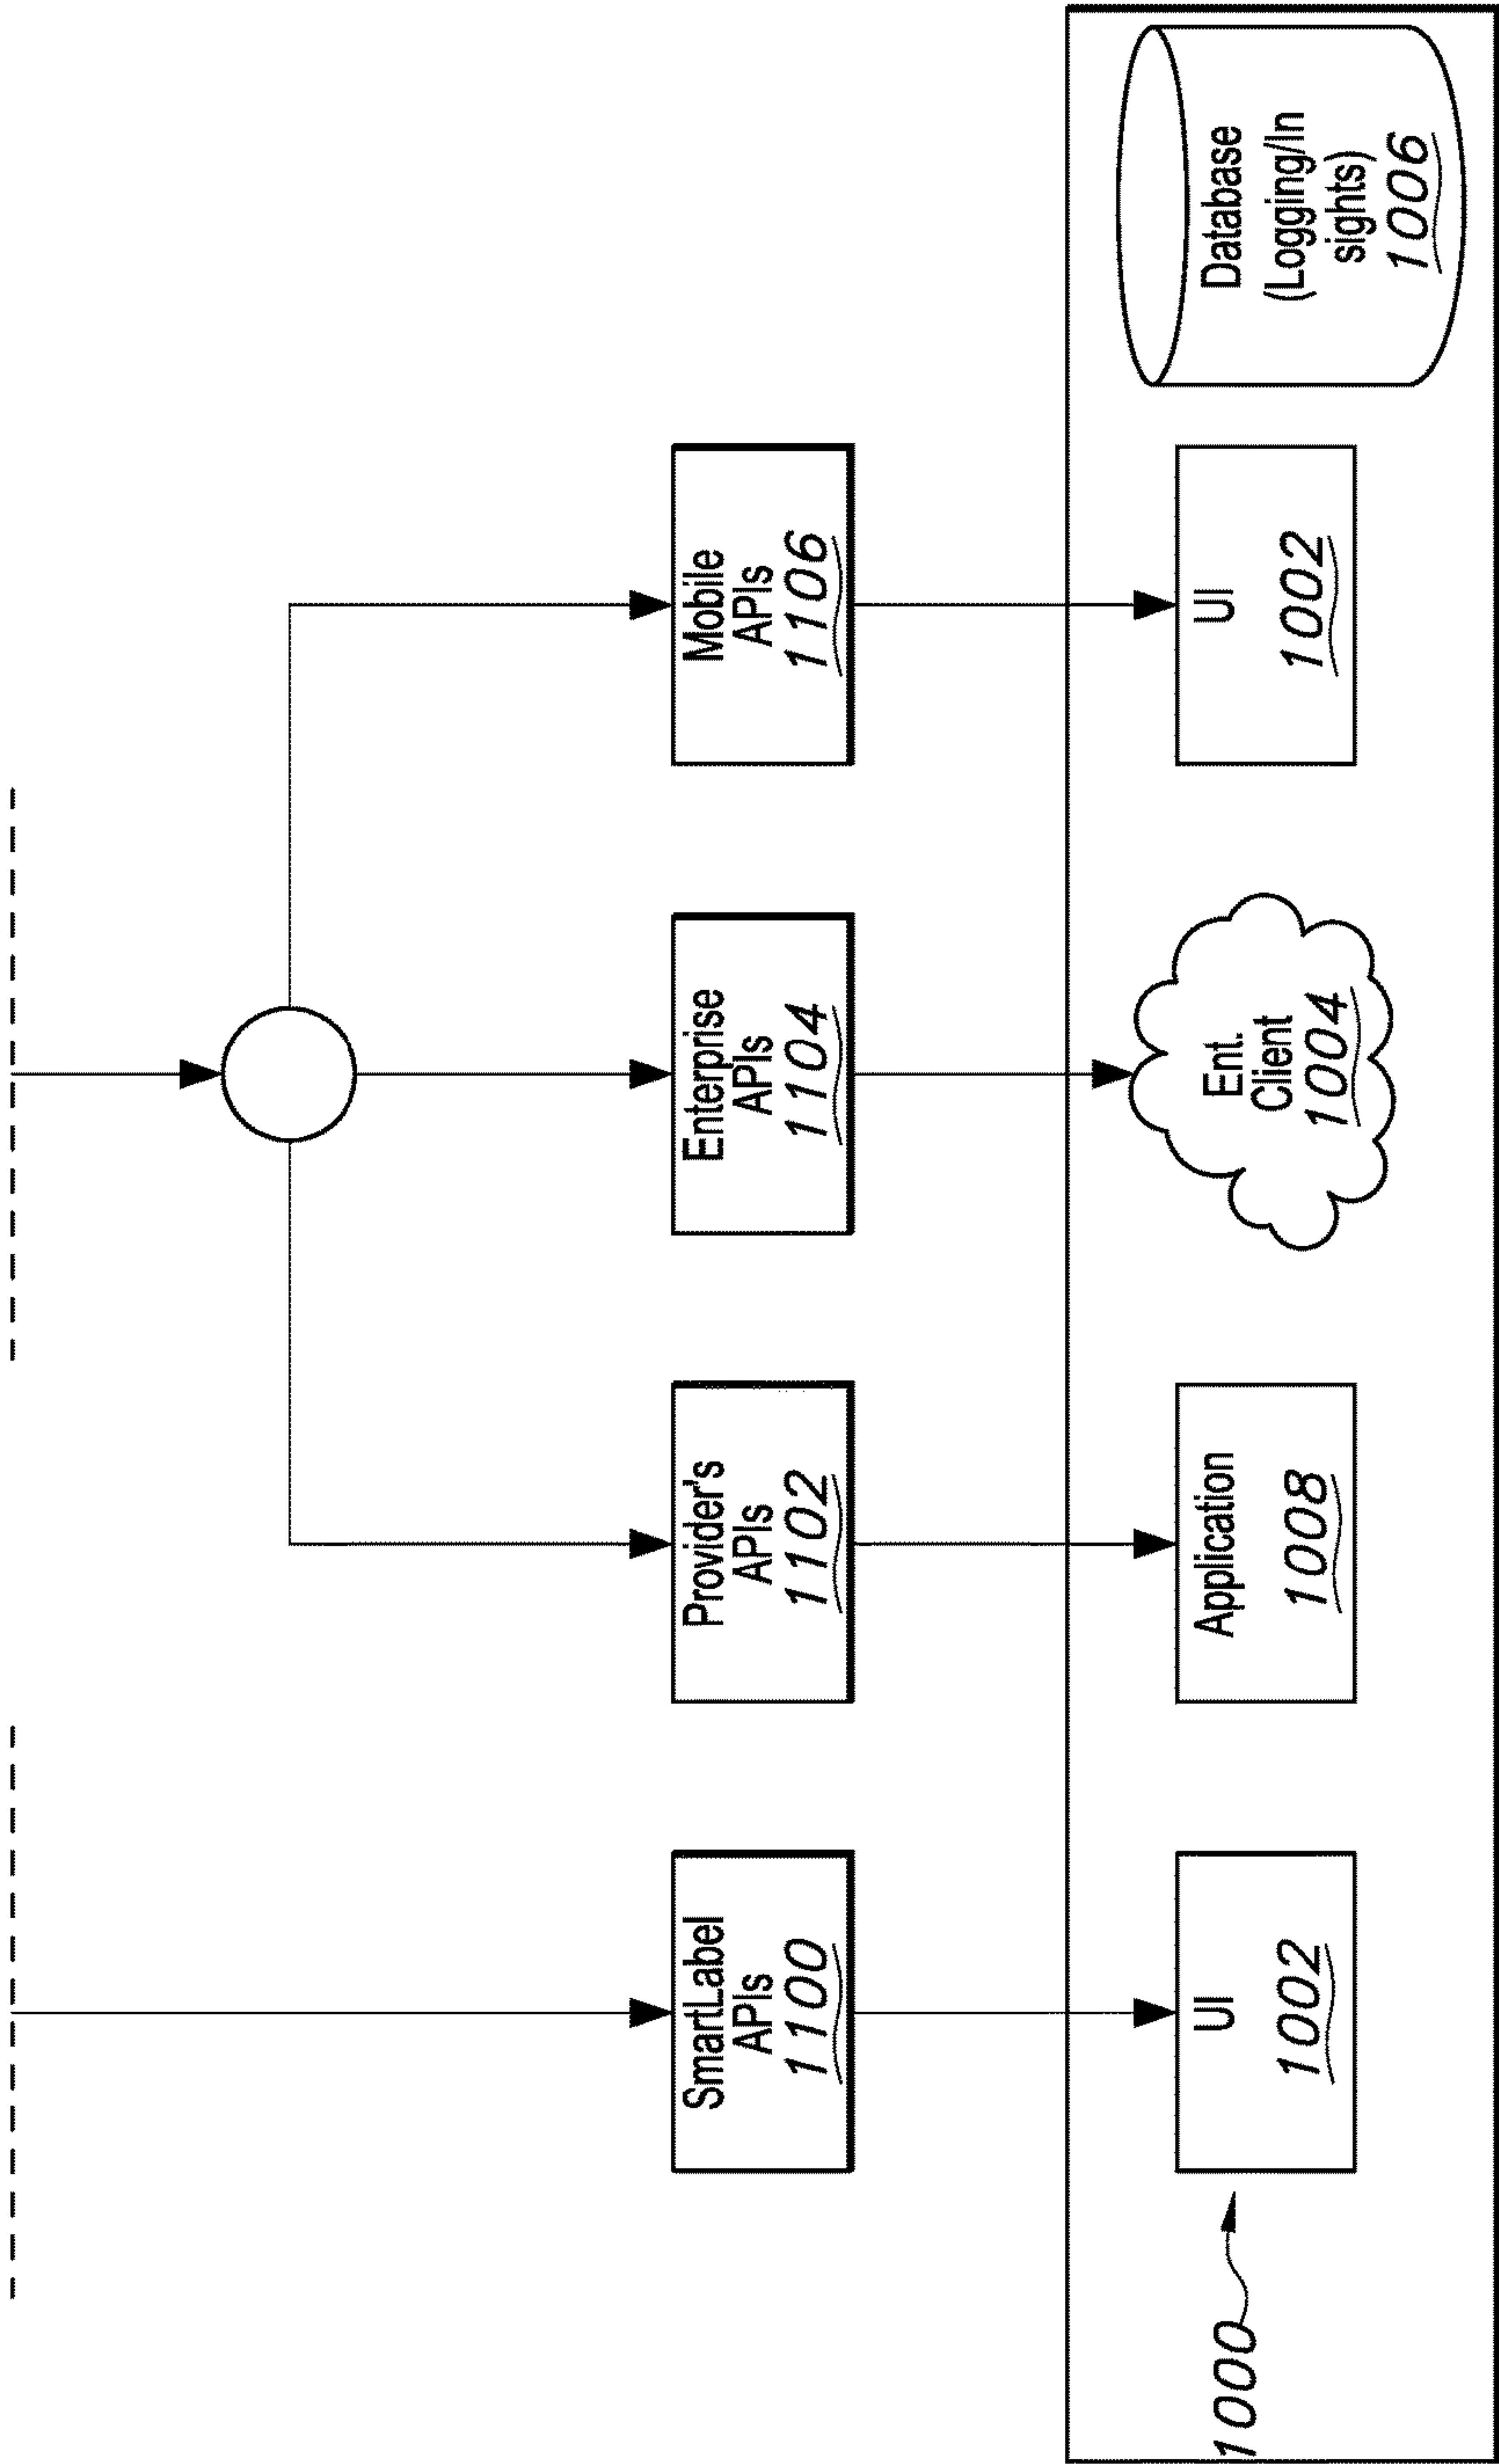 SmartLabel
APIs
1100
Provider's
APIs
1102
Enterprise
APIs
1104
Mobile
APIs
1106
1000
UI
1002
Application
1008
Ent.
Client
1004
UI
1002
Database
(Logging/In
sights)
1006